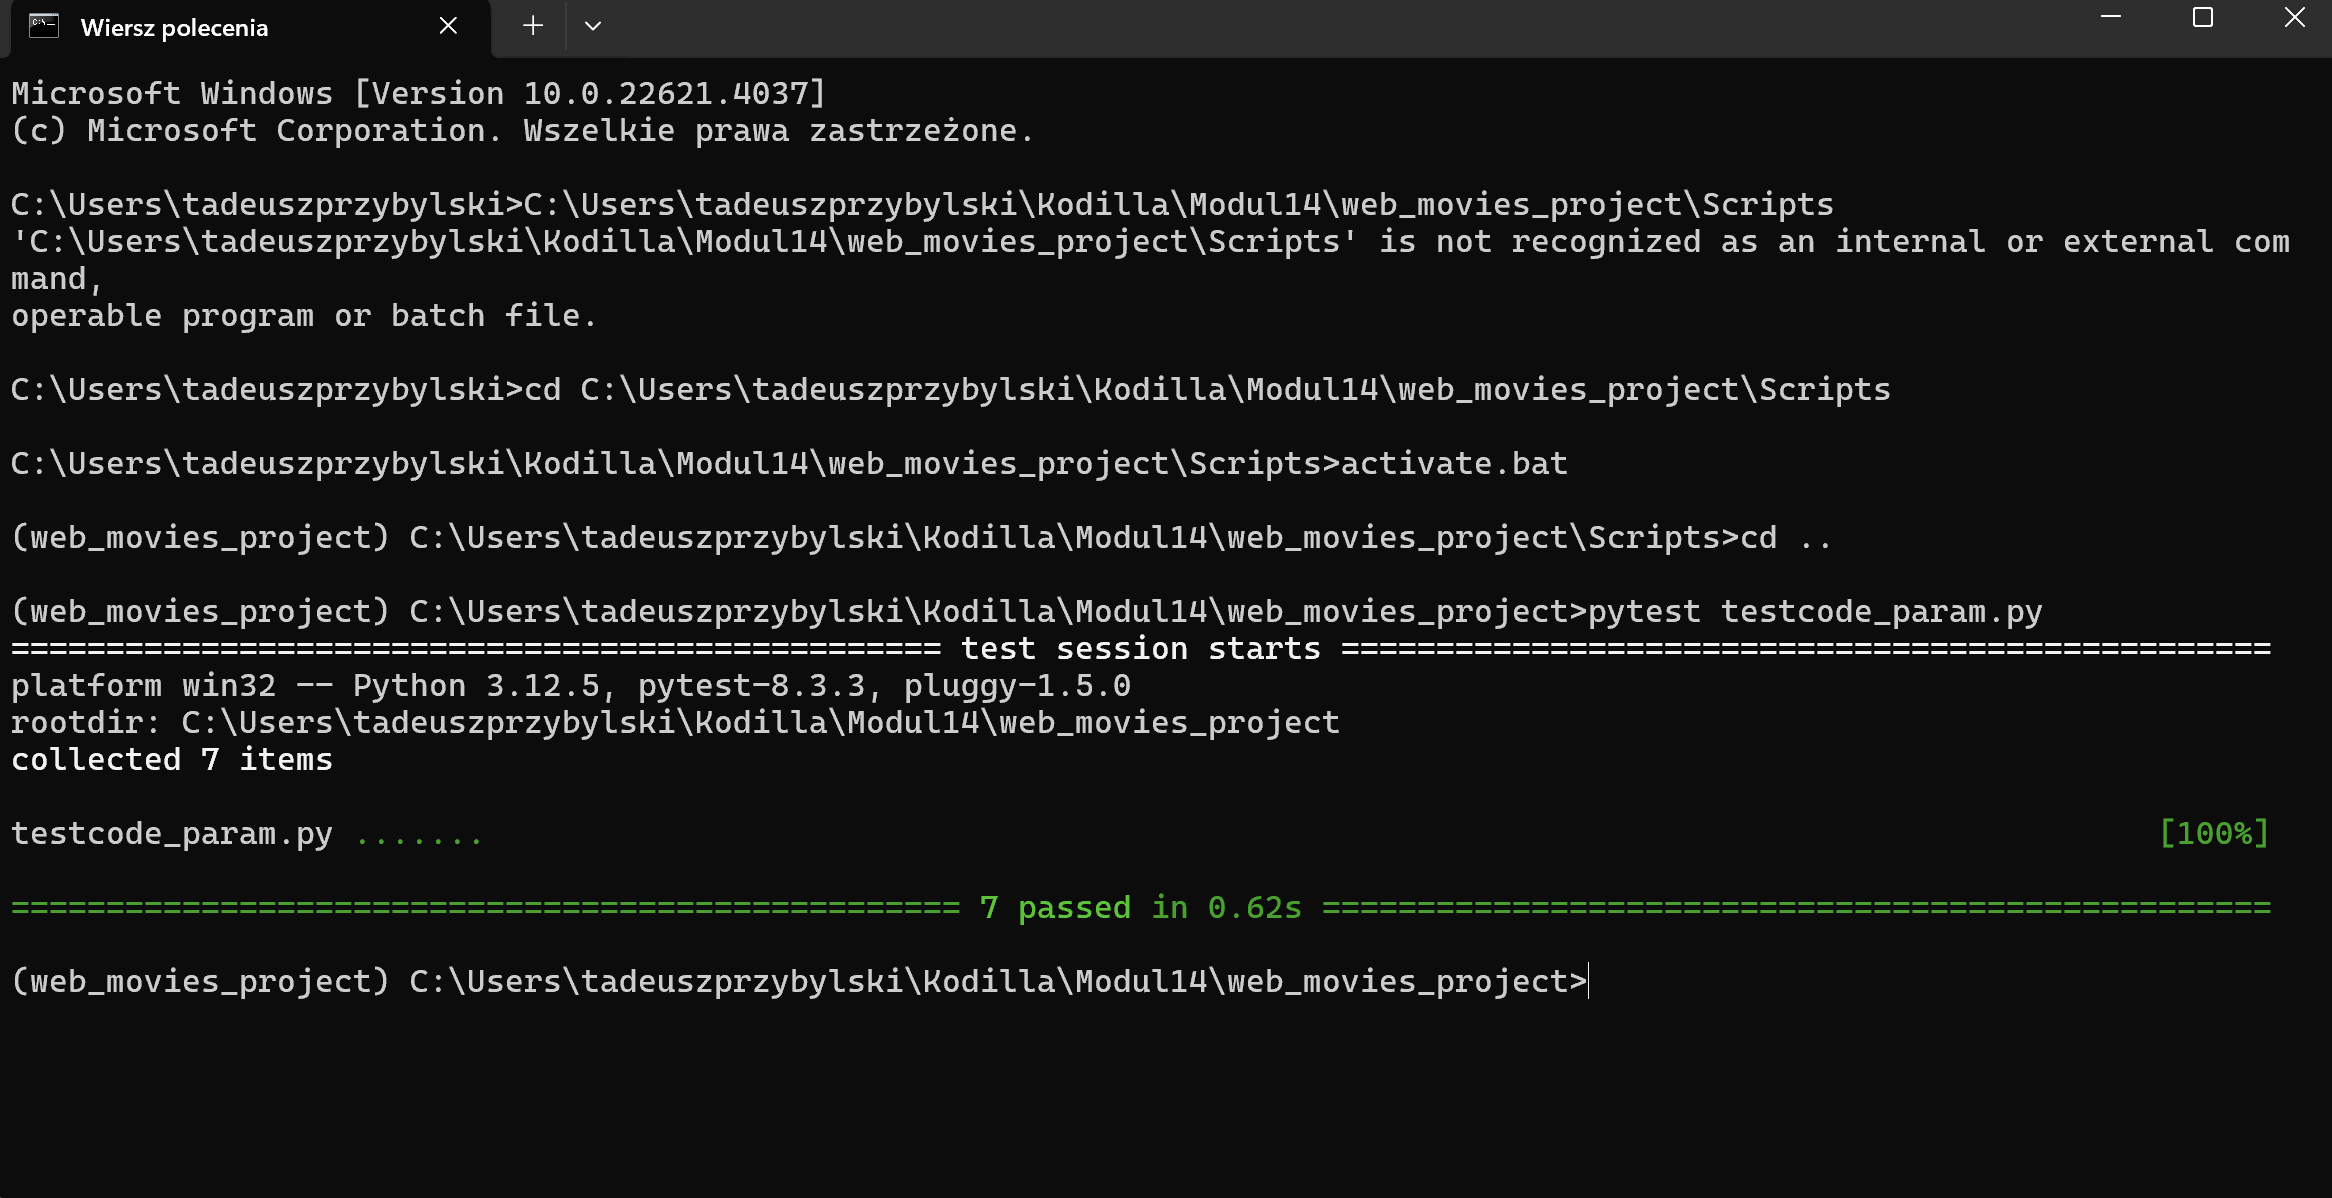 Wiersz polecenia
Microsoft Windows [Version 10.0.22621.4037]
(c) Microsoft Corporation. Wszelkie prawa zastrzeżone.
C:\Users\tadeuszprzybylski>C:\Users\tadeuszprzybylski\Kodilla\Modul14\web_movies_project\Scripts
'C:\Users\tadeuszprzybylski\Kodilla\Modul14\web_movies_project\Scripts' is not recognized as an internal or external com
mand,
operable program or batch file.
C:\Users\tadeuszprzybylski>cd C:\Users\tadeuszprzybylski\Kodilla\Modul14\web_movies_project\Scripts
C:\Users\tadeuszprzybylski\Kodilla\Modul14\web_movies_project\Scripts>activate.bat
(web_movies_project) C:\Users\tadeuszprzybylski\Kodilla\Modul14\web_movies_project\Scripts>cd ..
(web_movies_project) C:\Users\tadeuszprzybylski\Kodilla\Modul14\web_movies_project>pytest testcode_param.py
================================================= test session starts =================================================
platform win32 -- Python 3.12.5, pytest-8.3.3, pluggy-1.5.0
rootdir: C:\Users\tadeuszprzybylski\Kodilla\Modul14\web_movies_project
collected 7 items
testcode_param.py ....... [100%]
================================================== 7 passed in 0.62s ==================================================
(web_movies_project) C:\Users\tadeuszprzybylski\Kodilla\Modul14\web_movies_project>